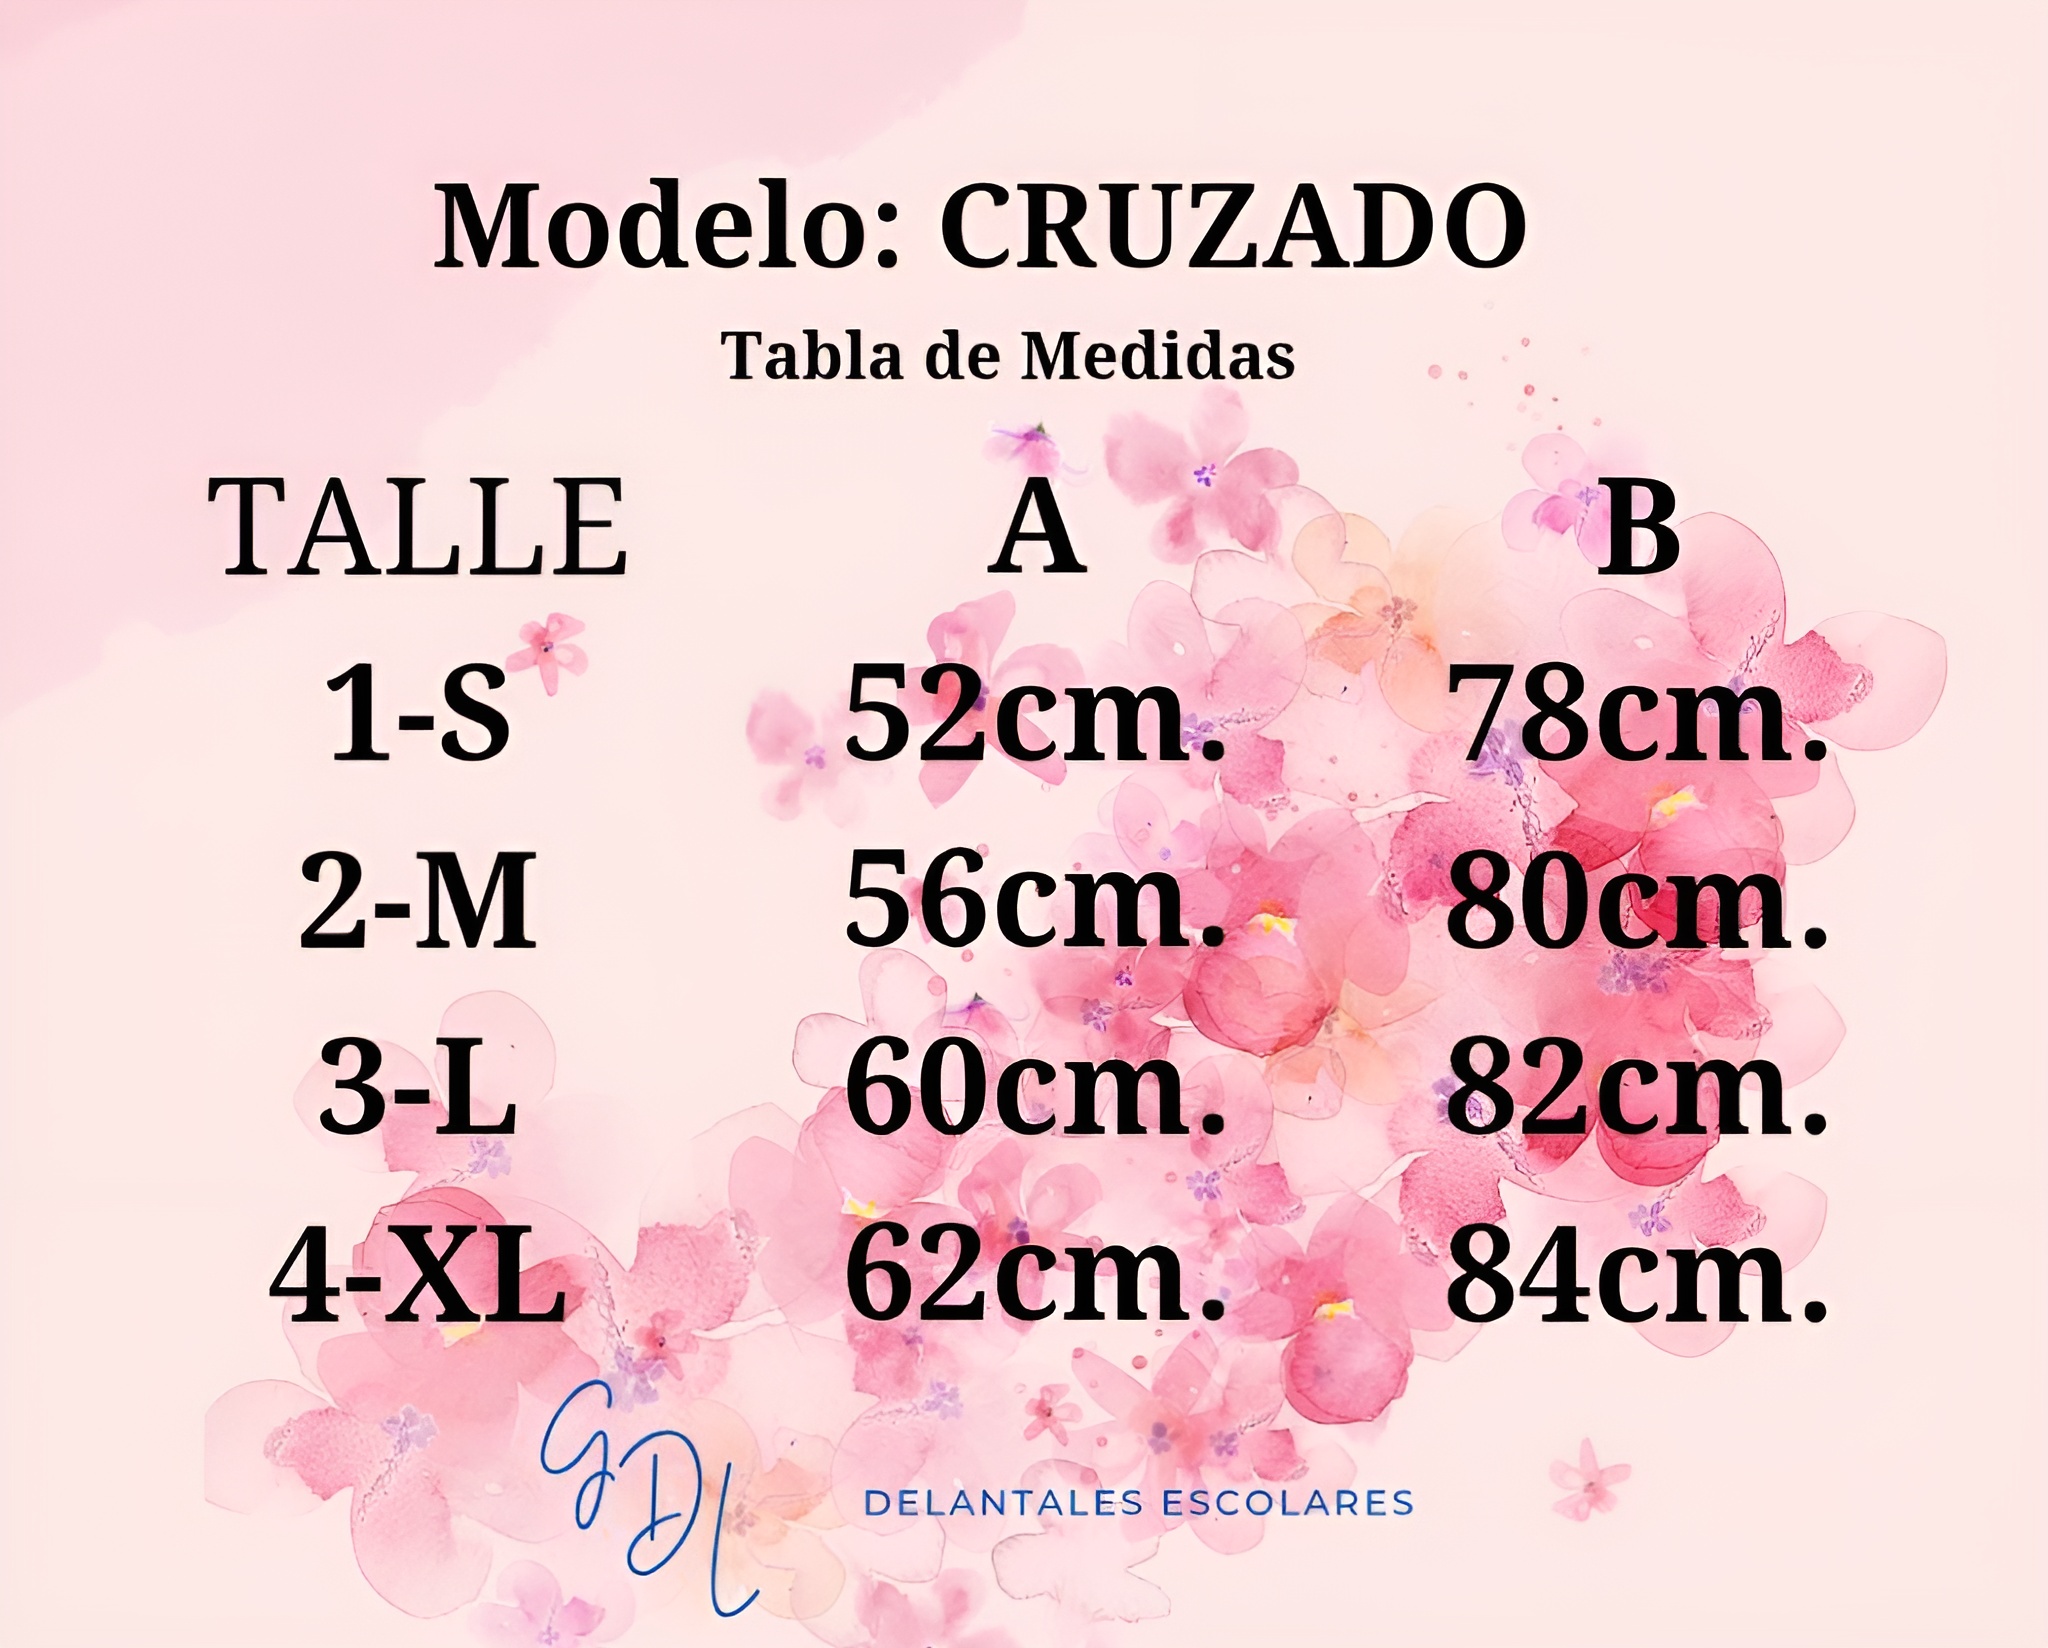 Modelo: CRUZADO
Tabla de Medidas
TALLE A B
1-S 52cm. 78cm.
2-M 56cm. 80cm.
3-L 60cm. 82cm.
4-XL 62cm. 84cm.
GDL DELANTALES ESCOLARES